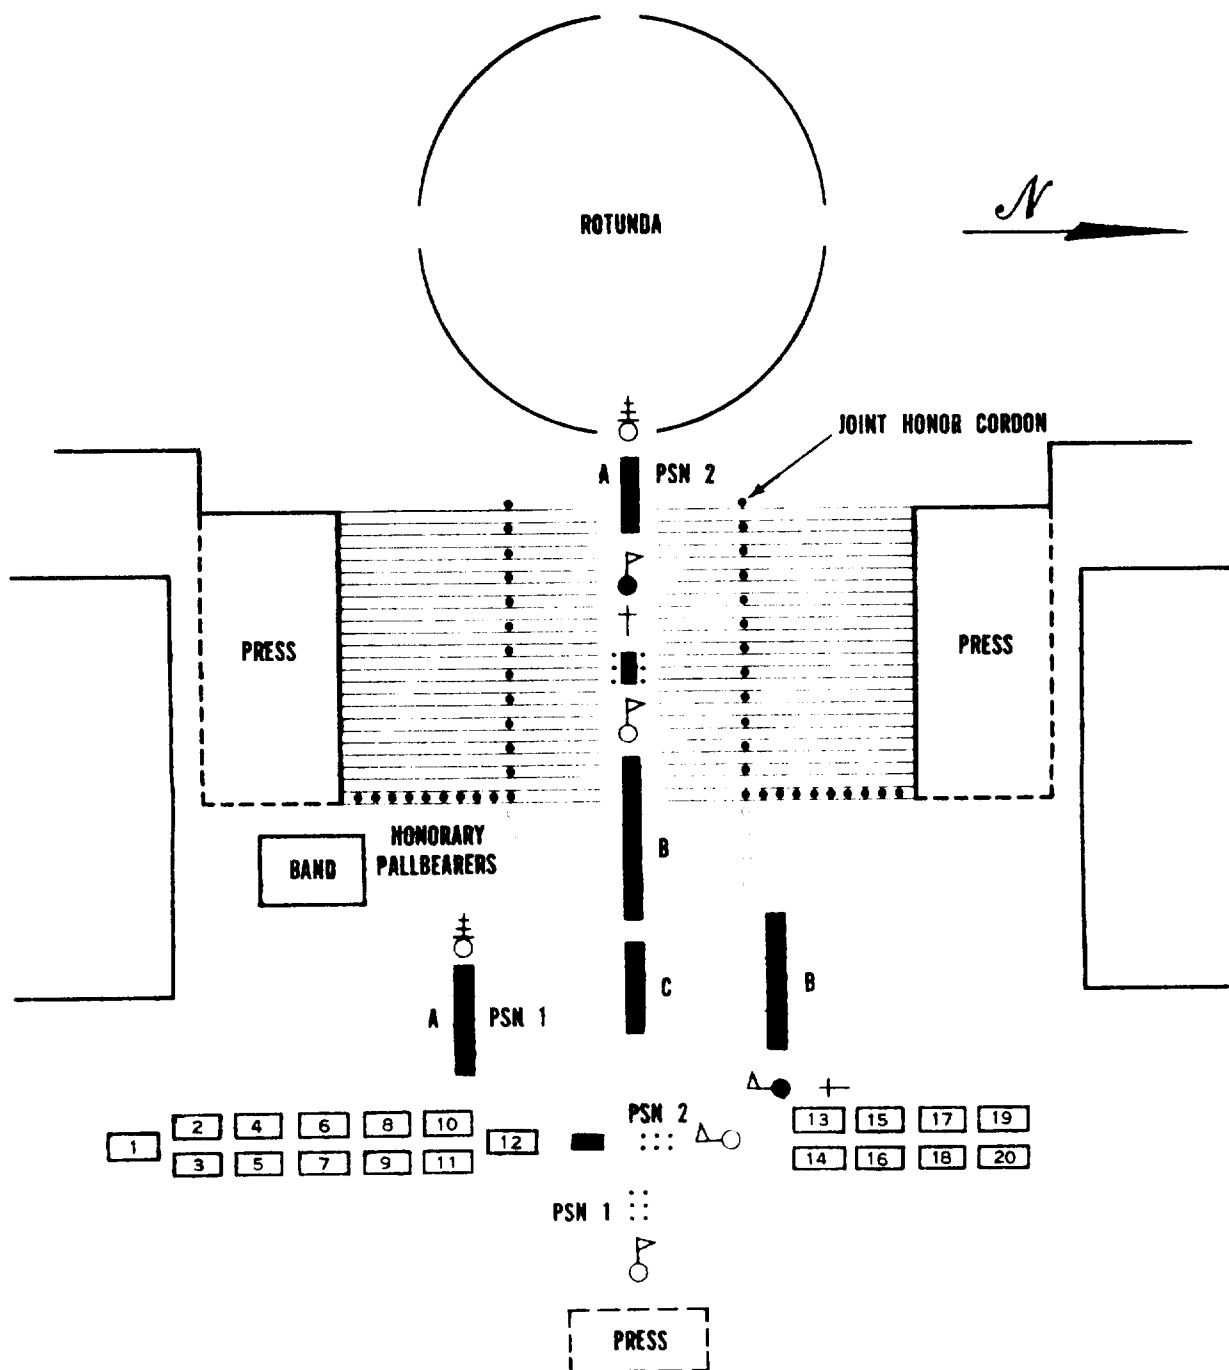 ROTUNDA
N
JOINT HONOR CORDON
A PSN 2
PRESS
PRESS
HONORARY
PALLBEARERS
BAND
B
C
B
A PSN 1
PSN 2
1
2 4 6 8 10
3 5 7 9 11
12
13 15 17 19
14 16 18 20
PSN 1
PRESS